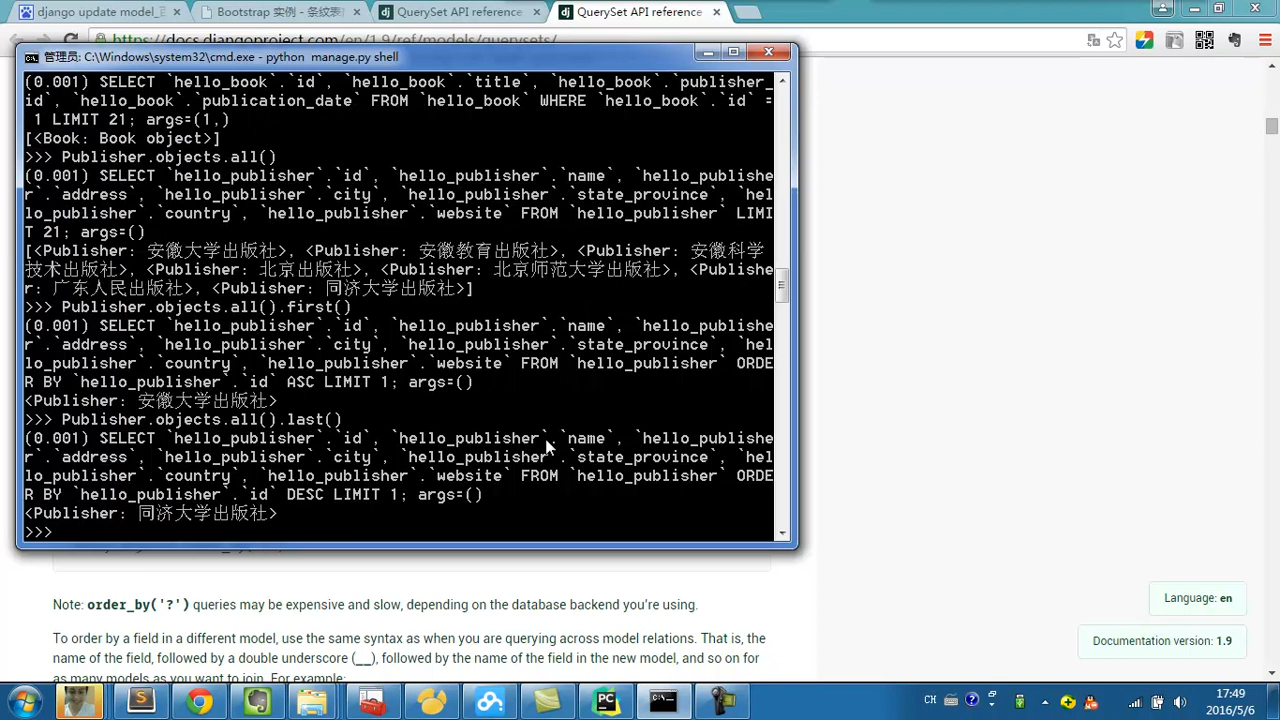 django update model_
Bootstrap 实例 - 条纹表
QuerySet API reference
QuerySet API reference
https://docs.djangoproject.com/en/1.9/ref/models/querysets/
管理员: C:\Windows\system32\cmd.exe - python  manage.py shell
(0.001) SELECT `hello_book`.`id`, `hello_book`.`title`, `hello_book`.`publisher_
id`, `hello_book`.`publication_date` FROM `hello_book` WHERE `hello_book`.`id` =
 1 LIMIT 21; args=(1,)
[<Book: Book object>]
>>> Publisher.objects.all()
(0.001) SELECT `hello_publisher`.`id`, `hello_publisher`.`name`, `hello_publishe
r`.`address`, `hello_publisher`.`city`, `hello_publisher`.`state_province`, `hel
lo_publisher`.`country`, `hello_publisher`.`website` FROM `hello_publisher` LIMI
T 21; args=()
[<Publisher: 安徽大学出版社>, <Publisher: 安徽教育出版社>, <Publisher: 安徽科学
技术出版社>, <Publisher: 北京出版社>, <Publisher: 北京师范大学出版社>, <Publishe
r: 广东人民出版社>, <Publisher: 同济大学出版社>]
>>> Publisher.objects.all().first()
(0.001) SELECT `hello_publisher`.`id`, `hello_publisher`.`name`, `hello_publishe
r`.`address`, `hello_publisher`.`city`, `hello_publisher`.`state_province`, `hel
lo_publisher`.`country`, `hello_publisher`.`website` FROM `hello_publisher` ORDE
R BY `hello_publisher`.`id` ASC LIMIT 1; args=()
<Publisher: 安徽大学出版社>
>>> Publisher.objects.all().last()
(0.001) SELECT `hello_publisher`.`id`, `hello_publisher`.`name`, `hello_publishe
r`.`address`, `hello_publisher`.`city`, `hello_publisher`.`state_province`, `hel
lo_publisher`.`country`, `hello_publisher`.`website` FROM `hello_publisher` ORDE
R BY `hello_publisher`.`id` DESC LIMIT 1; args=()
<Publisher: 同济大学出版社>
>>>
Note: order_by('?') queries may be expensive and slow, depending on the database backend you're using.
To order by a field in a different model, use the same syntax as when you are querying across model relations. That is, the
name of the field, followed by a double underscore (__), followed by the name of the field in the new model, and so on for
as many models as you want to join. For example:
Language: en
Documentation version: 1.9
CH
17:49
2016/5/6